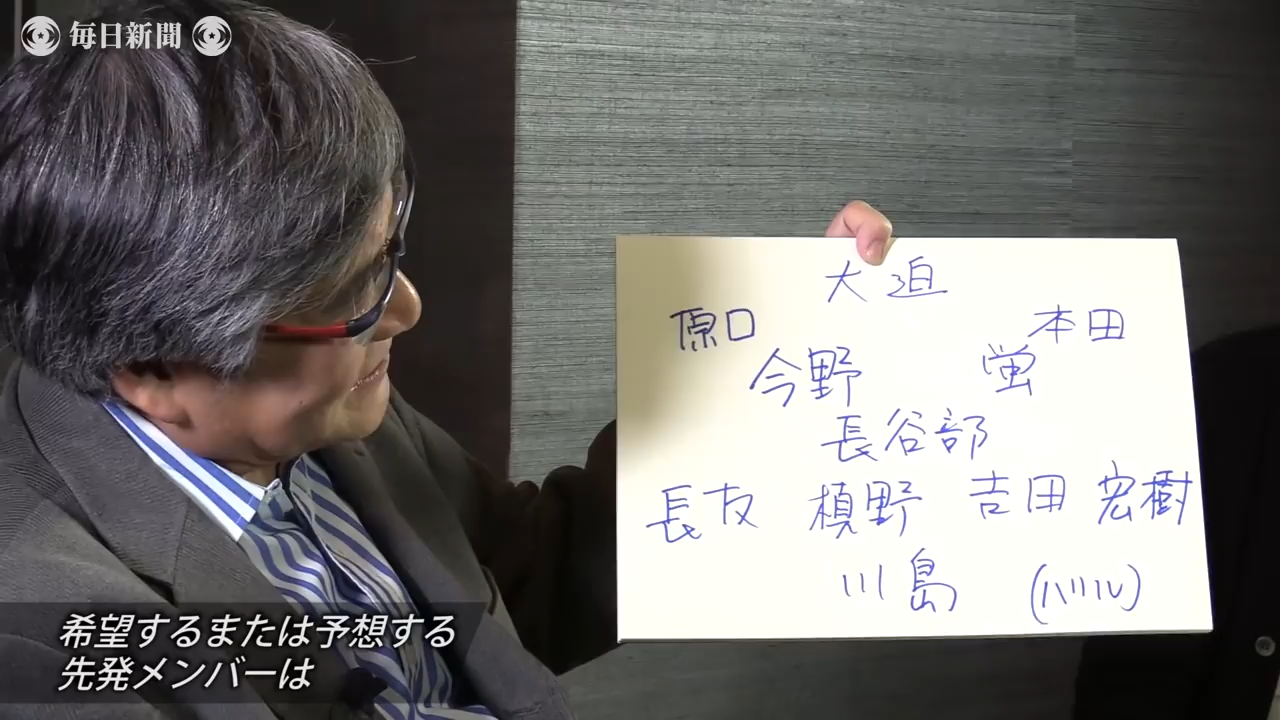 毎日新聞
大迫
原口 本田
今野 蛍
長谷部
長友 槙野 吉田 宏樹
川島 (ハリル)
希望するまたは予想する
先発メンバーは